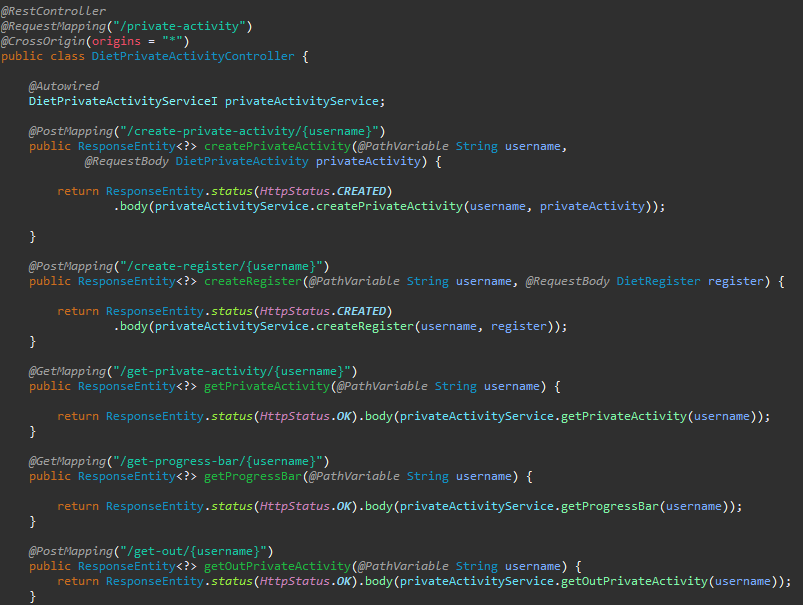 @RestController
@RequestMapping("/private-activity")
@CrossOrigin(origins = "*")
public class DietPrivateActivityController {
@Autowired
DietPrivateActivityServiceI privateActivityService;
@PostMapping("/create-private-activity/{username}")
public ResponseEntity<?> createPrivateActivity(@PathVariable String username,
@RequestBody DietPrivateActivity privateActivity) {
return ResponseEntity.status(HttpStatus.CREATED)
.body(privateActivityService.createPrivateActivity(username, privateActivity));
}
@PostMapping("/create-register/{username}")
public ResponseEntity<?> createRegister(@PathVariable String username, @RequestBody DietRegister register) {
return ResponseEntity.status(HttpStatus.CREATED)
.body(privateActivityService.createRegister(username, register));
}
@GetMapping("/get-private-activity/{username}")
public ResponseEntity<?> getPrivateActivity(@PathVariable String username) {
return ResponseEntity.status(HttpStatus.OK).body(privateActivityService.getPrivateActivity(username));
}
@GetMapping("/get-progress-bar/{username}")
public ResponseEntity<?> getProgressBar(@PathVariable String username) {
return ResponseEntity.status(HttpStatus.OK).body(privateActivityService.getProgressBar(username));
}
@PostMapping("/get-out/{username}")
public ResponseEntity<?> getOutPrivateActivity(@PathVariable String username) {
return ResponseEntity.status(HttpStatus.OK).body(privateActivityService.getOutPrivateActivity(username));
}